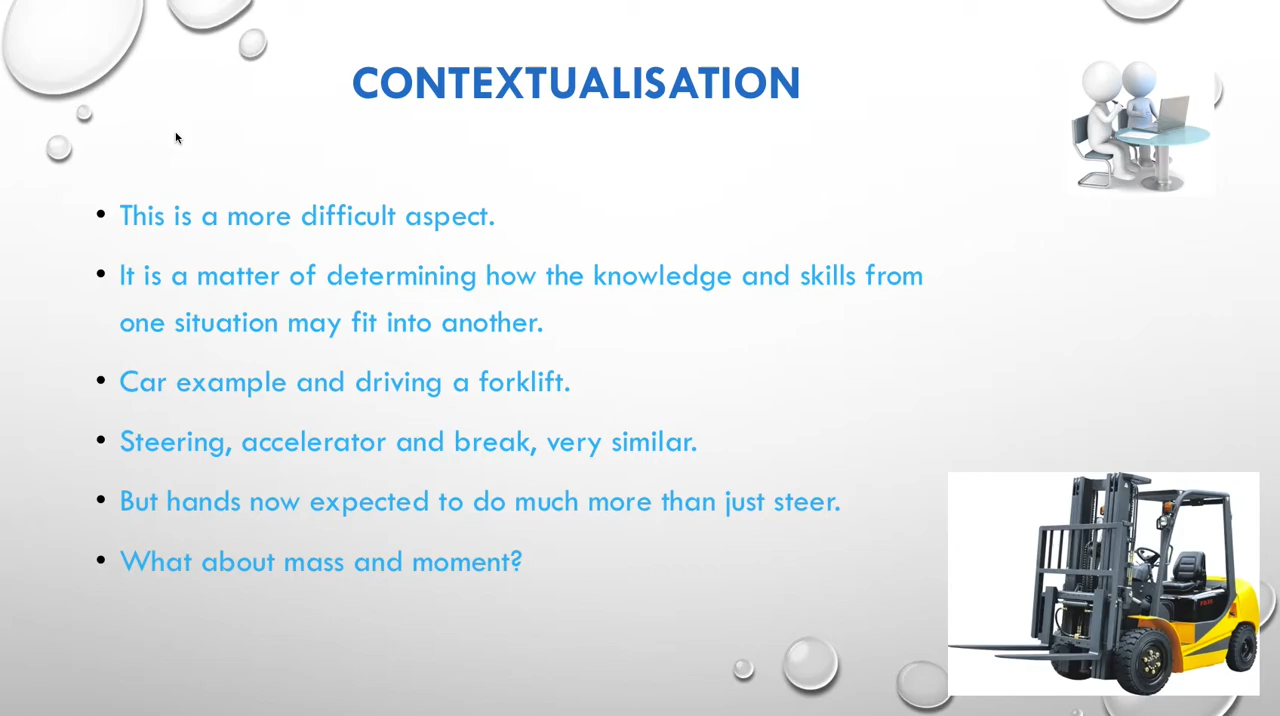 CONTEXTUALISATION
• This is a more difficult aspect.
• It is a matter of determining how the knowledge and skills from
one situation may fit into another.
• Car example and driving a forklift.
• Steering, accelerator and break, very similar.
• But hands now expected to do much more than just steer.
• What about mass and moment?